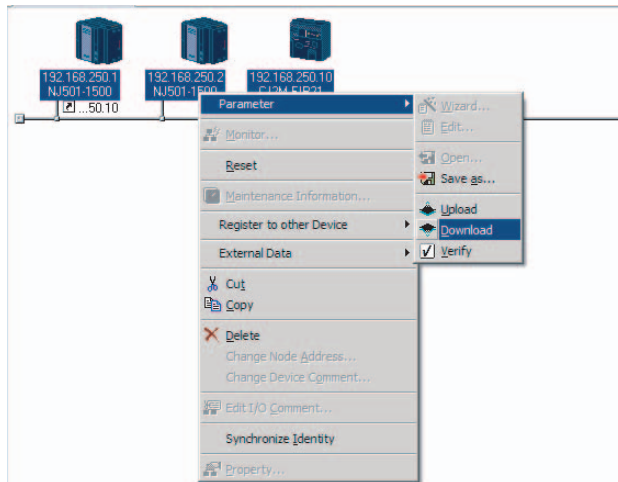 192.168.250.1 192.168.250.2 192.168.250.10
NJ501-1500 NJ501-1500 CJ2M-EIP21
...50.10
Parameter
Monitor...
Reset
Maintenance Information...
Register to other Device
External Data
Cut
Copy
Delete
Change Node Address...
Change Device Comment...
Edit I/O Comment...
Synchronize Identity
Property...
Wizard...
Edit...
Open...
Save as...
Upload
Download
Verify